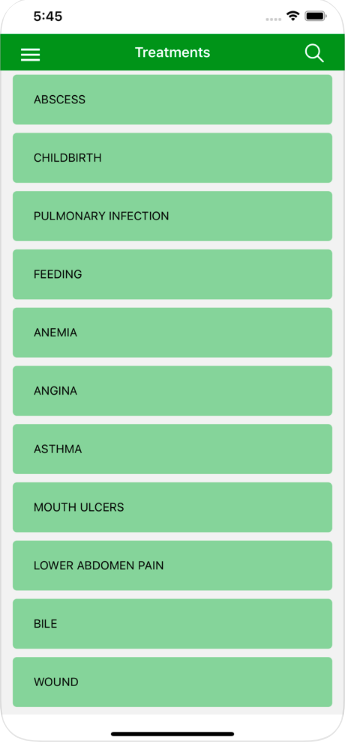 5:45
Treatments
ABSCESS
CHILDBIRTH
PULMONARY INFECTION
FEEDING
ANEMIA
ANGINA
ASTHMA
MOUTH ULCERS
LOWER ABDOMEN PAIN
BILE
WOUND